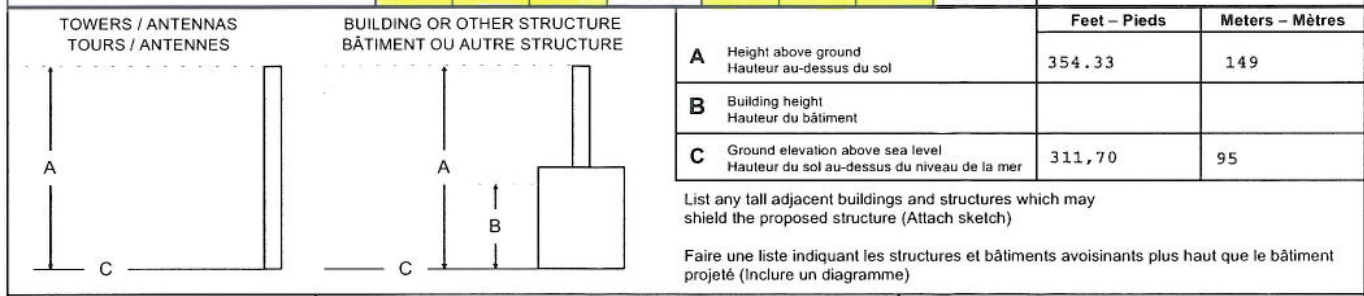 TOWERS / ANTENNAS
TOURS / ANTENNES
A
C
BUILDING OR OTHER STRUCTURE
BÂTIMENT OU AUTRE STRUCTURE
A
B
C
Feet – Pieds Meters – Mètres
A Height above ground
Hauteur au-dessus du sol
354.33 149
B Building height
Hauteur du bâtiment
C Ground elevation above sea level
Hauteur du sol au-dessus du niveau de la mer
311,70 95
List any tall adjacent buildings and structures which may
shield the proposed structure (Attach sketch)
Faire une liste indiquant les structures et bâtiments avoisinants plus haut que le bâtiment
projeté (Inclure un diagramme)